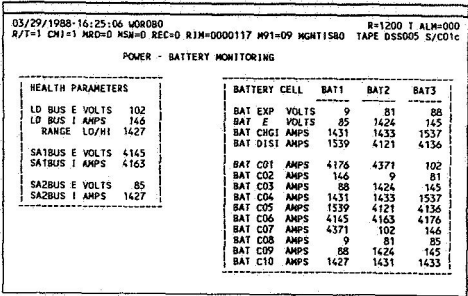 03/29/1988-16:25:06 WOROBO R=1200 T ALM=000
R/T=1 CMI=1 MRD=0 MSN=0 REC=0 RIM=0000117 M91=09 MGMTIS80 TAPE DSS005 S/C01c
POWER - BATTERY MONITORING
HEALTH PARAMETERS
LD BUS E VOLTS 102
LD BUS I AMPS 146
RANGE LO/HI 1427
SA1BUS E VOLTS 4145
SA1BUS I AMPS 4163
SA2BUS E VOLTS 85
SA2BUS I AMPS 1427
BATTERY CELL BAT1 BAT2 BAT3
BAT EXP VOLTS 9 81 88
BAT E VOLTS 85 1424 145
BAT CHGI AMPS 1431 1433 1537
BAT DISI AMPS 1539 4121 4136
BAT C01 AMPS 4176 4371 102
BAT C02 AMPS 146 9 81
BAT C03 AMPS 88 1424 145
BAT C04 AMPS 1431 1433 1537
BAT C05 AMPS 1539 4121 4136
BAT C06 AMPS 4145 4163 4176
BAT C07 AMPS 4371 102 146
BAT C08 AMPS 9 81 85
BAT C09 AMPS 88 1424 145
BAT C10 AMPS 1427 1431 1433